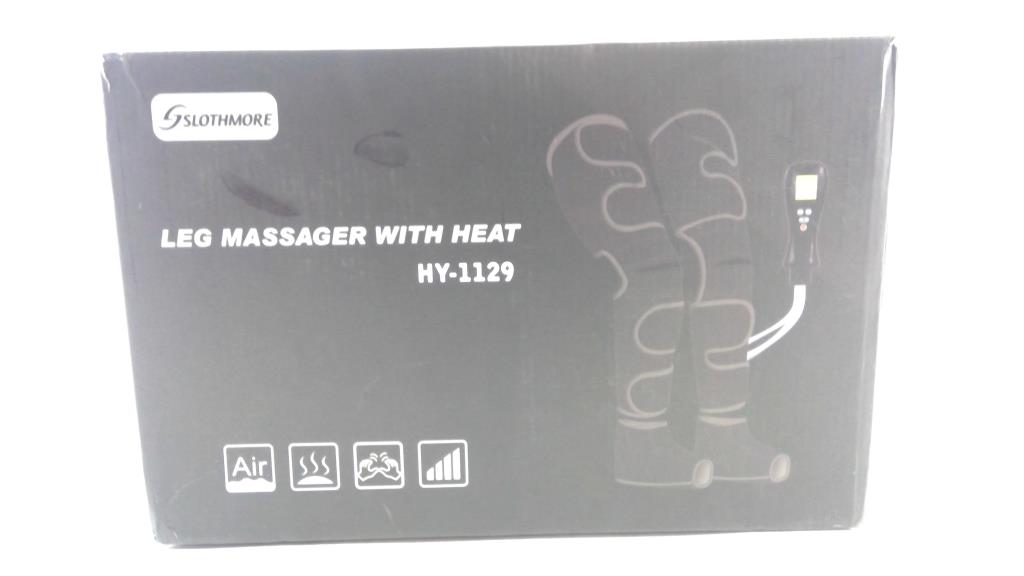 SLOTHMORE
LEG MASSAGER WITH HEAT
HY-1129
Air